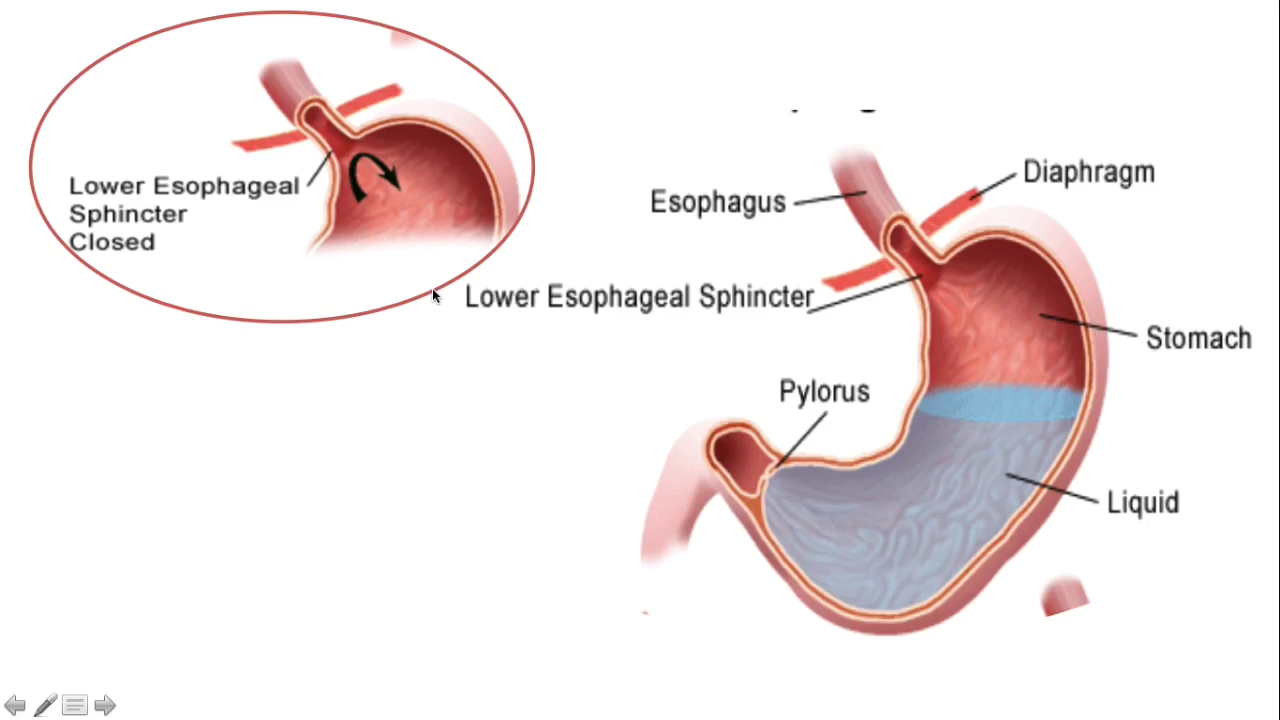 Lower Esophageal
Sphincter
Closed
Diaphragm
Esophagus
Lower Esophageal Sphincter
Stomach
Pylorus
Liquid